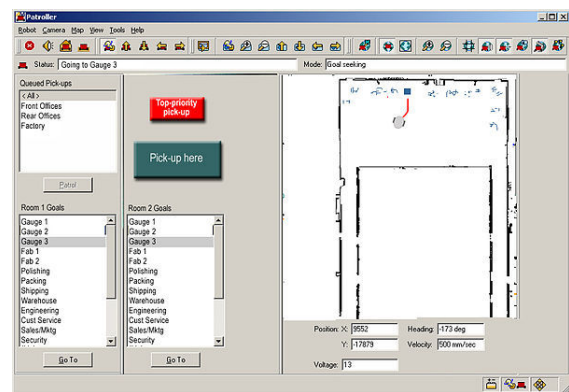 Patroller
Robot Camera Map View Tools Help
Status: Going to Gauge 3
Mode: Goal seeking
Queued Pick-ups
< All >
Front Offices
Rear Offices
Factory
Patrol
Top-priority
pick-up
Pick-up here
Room 1 Goals
Gauge 1
Gauge 2
Gauge 3
Fab 1
Fab 2
Polishing
Packing
Shipping
Warehouse
Engineering
Cust Service
Sales/Mktg
Security
Go To
Room 2 Goals
Gauge 1
Gauge 2
Gauge 3
Fab 1
Fab 2
Polishing
Packing
Shipping
Warehouse
Engineering
Cust Service
Sales/Mktg
Security
Go To
Position: X: 9552
Heading: -173 deg
Y: -17879
Velocity: 500 mm/sec
Voltage: 13